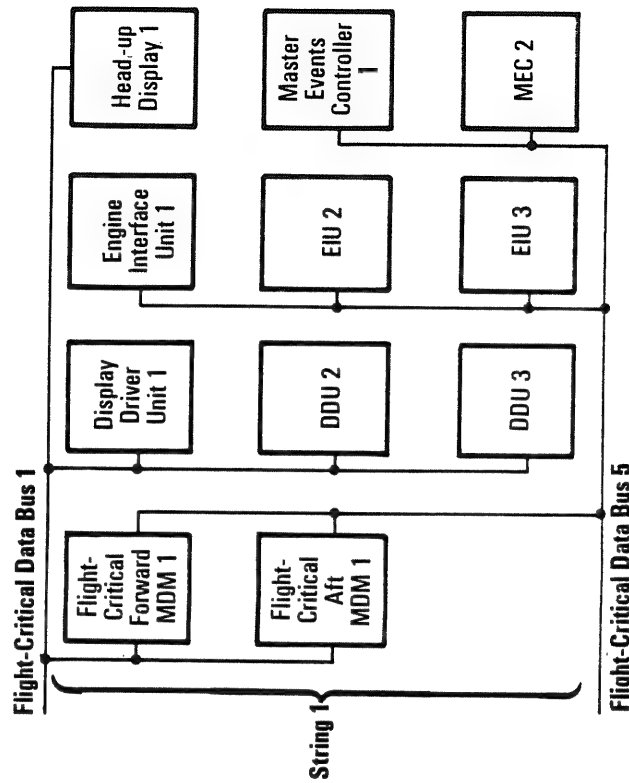 Flight-Critical Data Bus 1
Flight-
Critical
Forward
MDM 1
Display
Driver
Unit 1
Engine
Interface
Unit 1
Head-up
Display 1
Flight-
Critical
Aft
MDM 1
DDU 2
EIU 2
Master
Events
Controller
1
DDU 3
EIU 3
MEC 2
String 1
Flight-Critical Data Bus 5